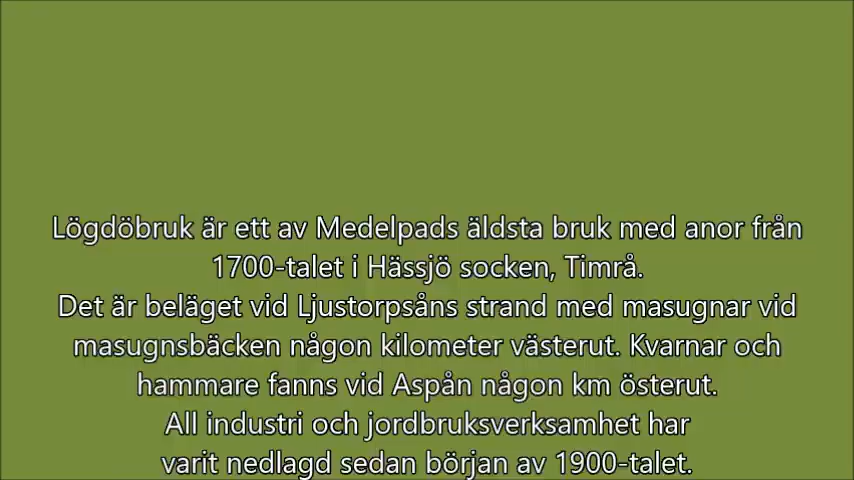 Lögdöbruk är ett av Medelpads äldsta bruk med anor från
1700-talet i Hässjö socken, Timrå.
Det är beläget vid Ljustorpsåns strand med masugnar vid
masugnsbäcken någon kilometer västerut. Kvarnar och
hammare fanns vid Aspån någon km österut.
All industri och jordbruksverksamhet har
varit nedlagd sedan början av 1900-talet.